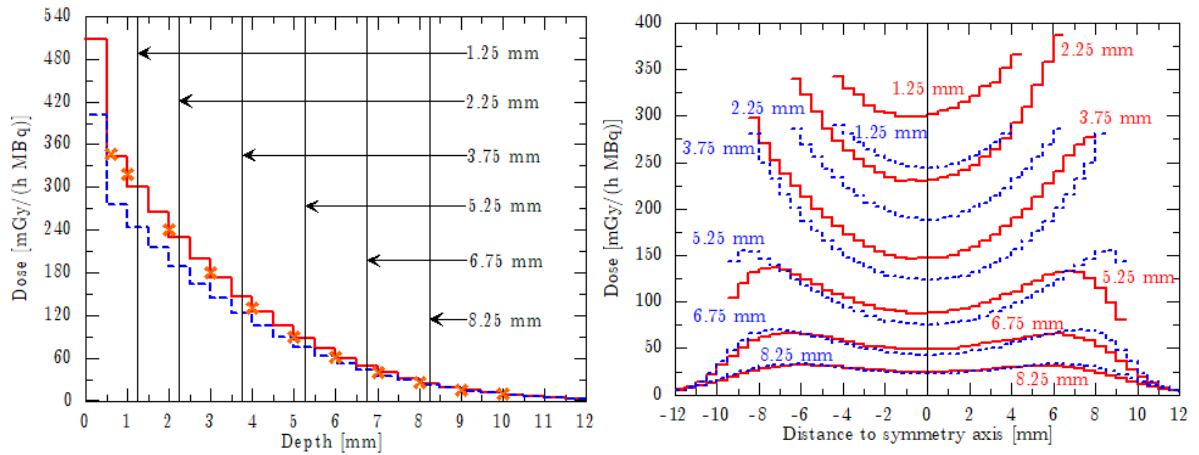 540
480
420
360
300
240
180
120
60
0
Dose [mGy/(h MBq)]
1.25 mm
2.25 mm
3.75 mm
5.25 mm
6.75 mm
8.25 mm
0 1 2 3 4 5 6 7 8 9 10 11 12
Depth [mm]
400
350
300
250
200
150
100
50
0
Dose [mGy/(h MBq)]
2.25 mm
1.25 mm
2.25 mm
1.25 mm
3.75 mm
3.75 mm
5.25 mm
5.25 mm
6.75 mm
6.75 mm
8.25 mm
8.25 mm
-12 -10 -8 -6 -4 -2 0 2 4 6 8 10 12
Distance to symmetry axis [mm]